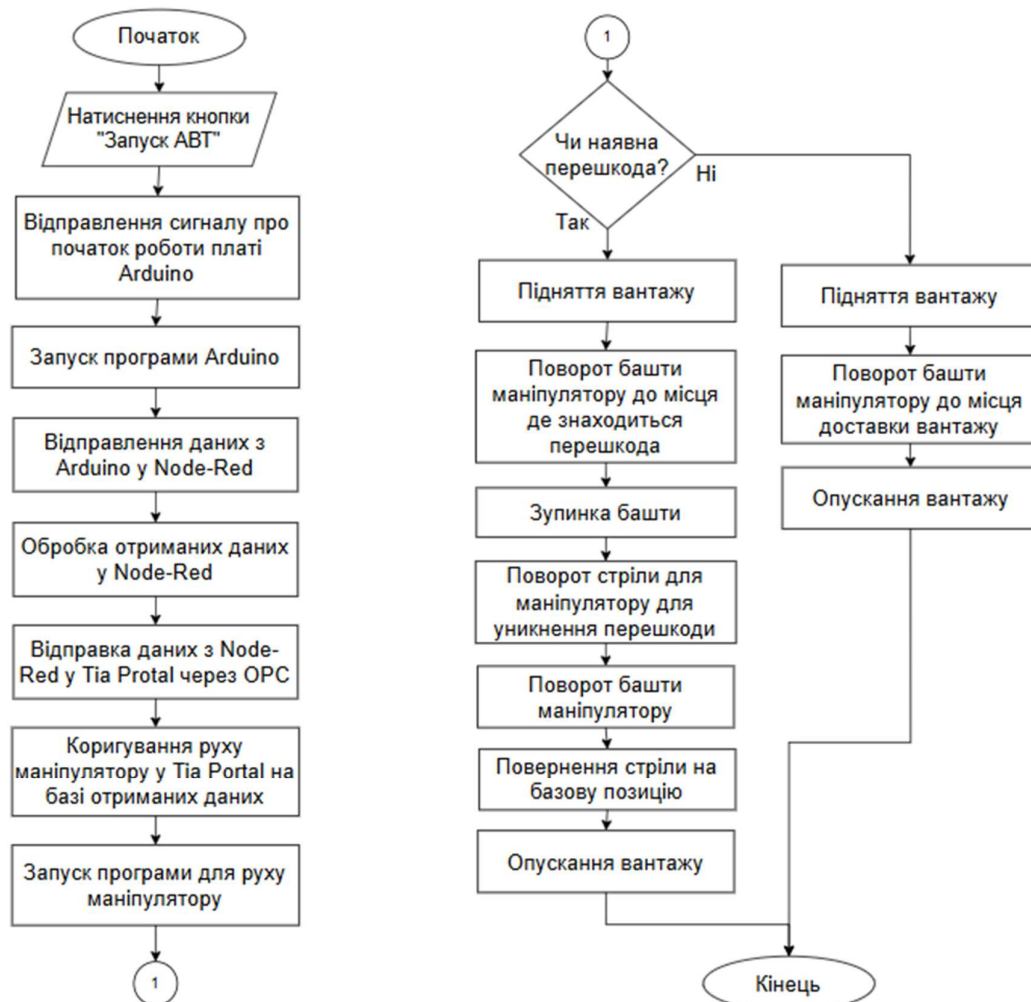 Початок
Натиснення кнопки
"Запуск АВТ"
Відправлення сигналу про
початок роботи платі
Arduino
Запуск програми Arduino
Відправлення даних з
Arduino у Node-Red
Обробка отриманих даних
у Node-Red
Відправка даних з Node-
Red у Tia Protal через OPC
Коригування руху
маніпулятору у Tia Portal на
базі отриманих даних
Запуск програми для руху
маніпулятору
1
1
Чи наявна
перешкода?
Ні
Так
Підняття вантажу
Поворот башти
маніпулятору до місця
де знаходиться
перешкода
Зупинка башти
Поворот стріли для
маніпулятору для
уникнення перешкоди
Поворот башти
маніпулятору
Повернення стріли на
базову позицію
Опускання вантажу
Підняття вантажу
Поворот башти
маніпулятору до місця
доставки вантажу
Опускання вантажу
Кінець